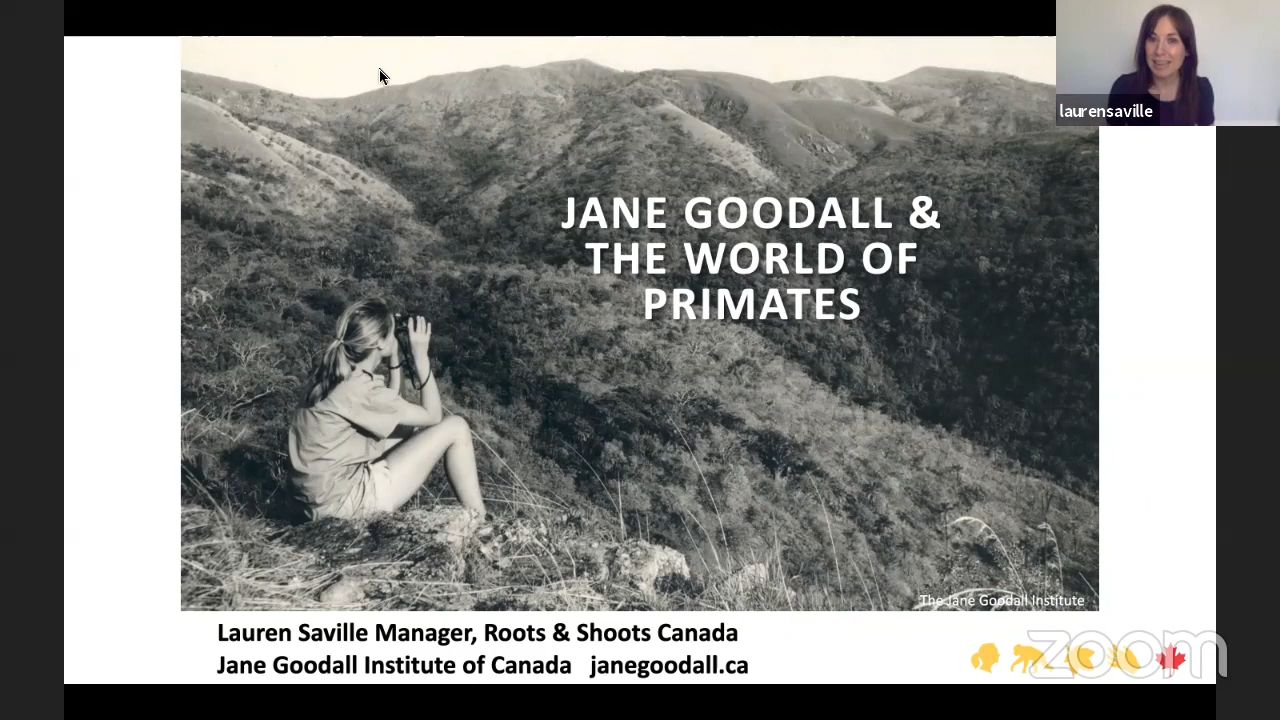 laurensaville
JANE GOODALL &
THE WORLD OF
PRIMATES
The Jane Goodall Institute
Lauren Saville Manager, Roots & Shoots Canada
Jane Goodall Institute of Canada janegoodall.ca
zoom